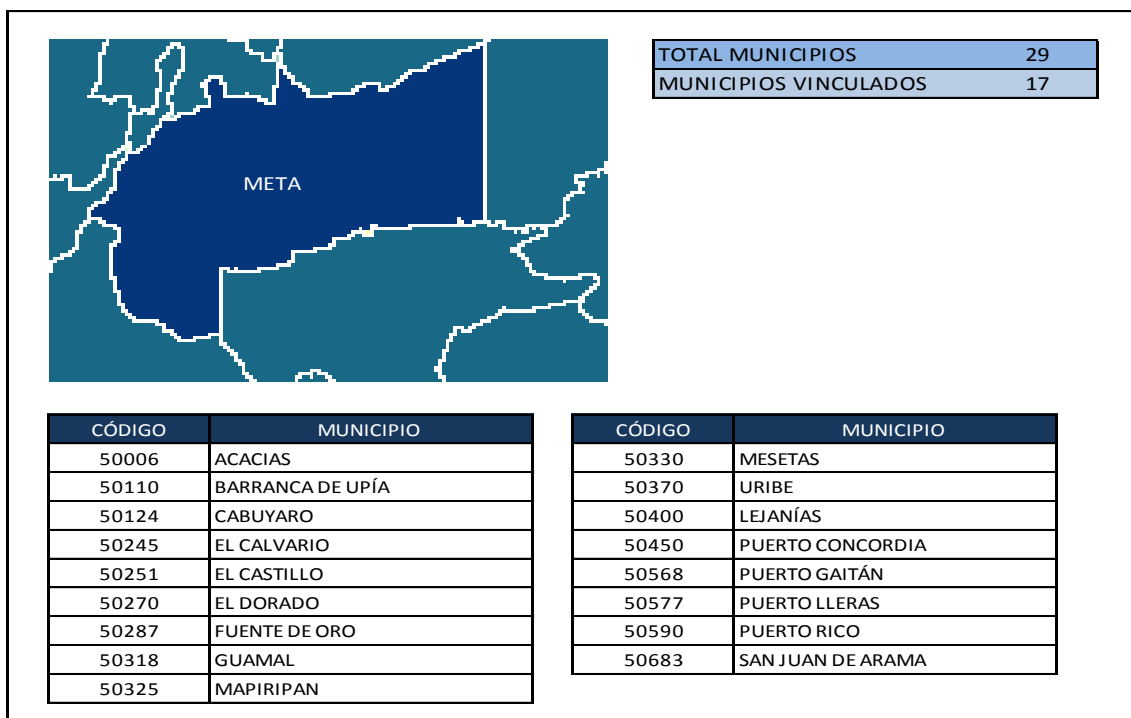 TOTAL MUNICIPIOS 29
MUNICIPIOS VINCULADOS 17
META
CÓDIGO MUNICIPIO
50006 ACACIAS
50110 BARRANCA DE UPÍA
50124 CABUYARO
50245 EL CALVARIO
50251 EL CASTILLO
50270 EL DORADO
50287 FUENTE DE ORO
50318 GUAMAL
50325 MAPIRIPAN
CÓDIGO MUNICIPIO
50330 MESETAS
50370 URIBE
50400 LEJANÍAS
50450 PUERTO CONCORDIA
50568 PUERTO GAITÁN
50577 PUERTO LLERAS
50590 PUERTO RICO
50683 SAN JUAN DE ARAMA